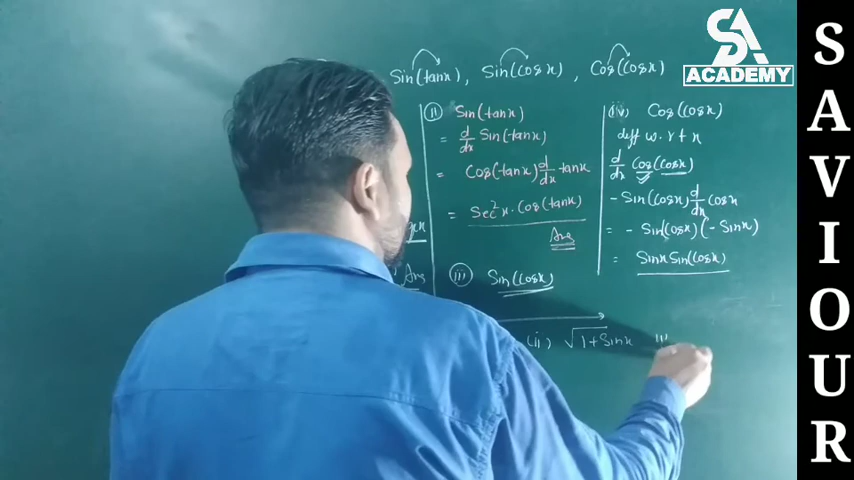 Sin(tanx), Sin(Cosx), Cos(Cosx)
SA
ACADEMY
SAVIOUR
(ii) Sin(tanx)
= d/dx Sin(tanx)
= Cos(tanx) d/dx tanx
= Sec²x · Cos(tanx)
Ans
Ans
(iii) Sin(Cosx)
(iv) Cos(Cosx)
diff w.r.t x
d/dx Cos(Cosx)
-Sin(Cosx) d/dx Cosx
= - Sin(Cosx)(-Sinx)
= Sinx Sin(Cosx)
(ii) √1+Sinx